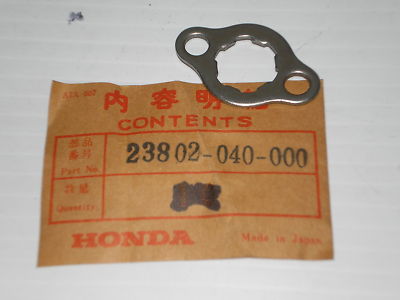 内容明
CONTENTS
部品
番号
Part No.
23802-040-000
数量
Quantity.
HONDA
Made in Japan